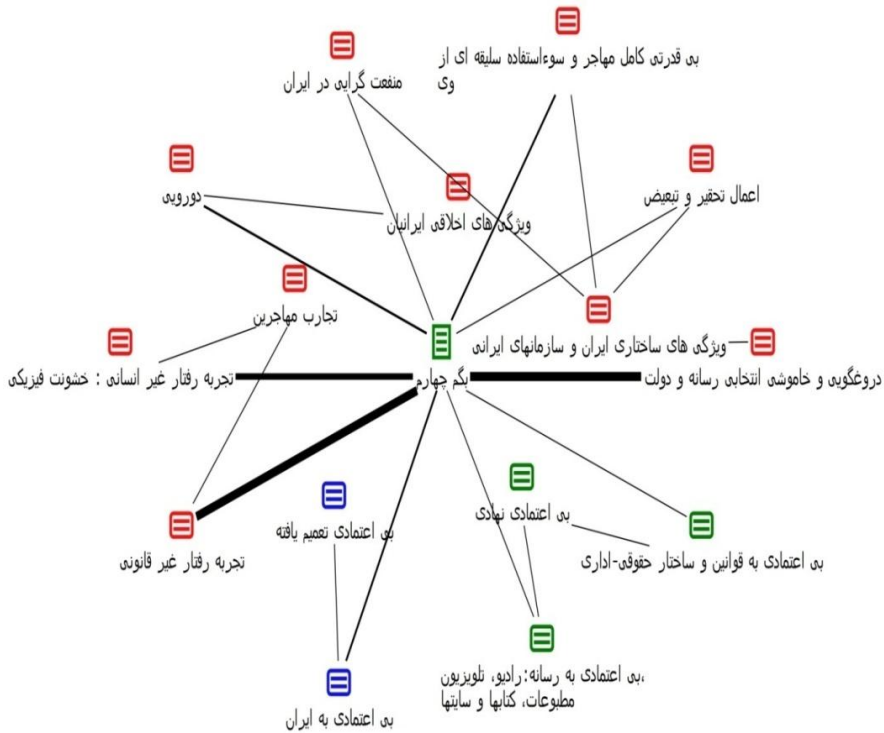 بی قدرتی کامل مهاجر و سوءاستفاده سلیقه ای از
وی
منفعت گرایی در ایران
اعمال تحقیر و تبعیض
دورویی
ویژگی های اخلاقی ایرانیان
تجارب مهاجرین
ویژگی های ساختاری ایران و سازمانهای ایرانی
دروغگویی و خاموشی انتخابی رسانه و دولت
بگم چهارم
تجربه رفتار غیر انسانی : خشونت فیزیکی
بی اعتمادی نهادی
بی اعتمادی تعمیم یافته
بی اعتمادی به قوانین و ساختار حقوقی-اداری
تجربه رفتار غیر قانونی
بی اعتمادی به رسانه: رادیو، تلویزیون،
مطبوعات، کتابها و سایتها
بی اعتمادی به ایران